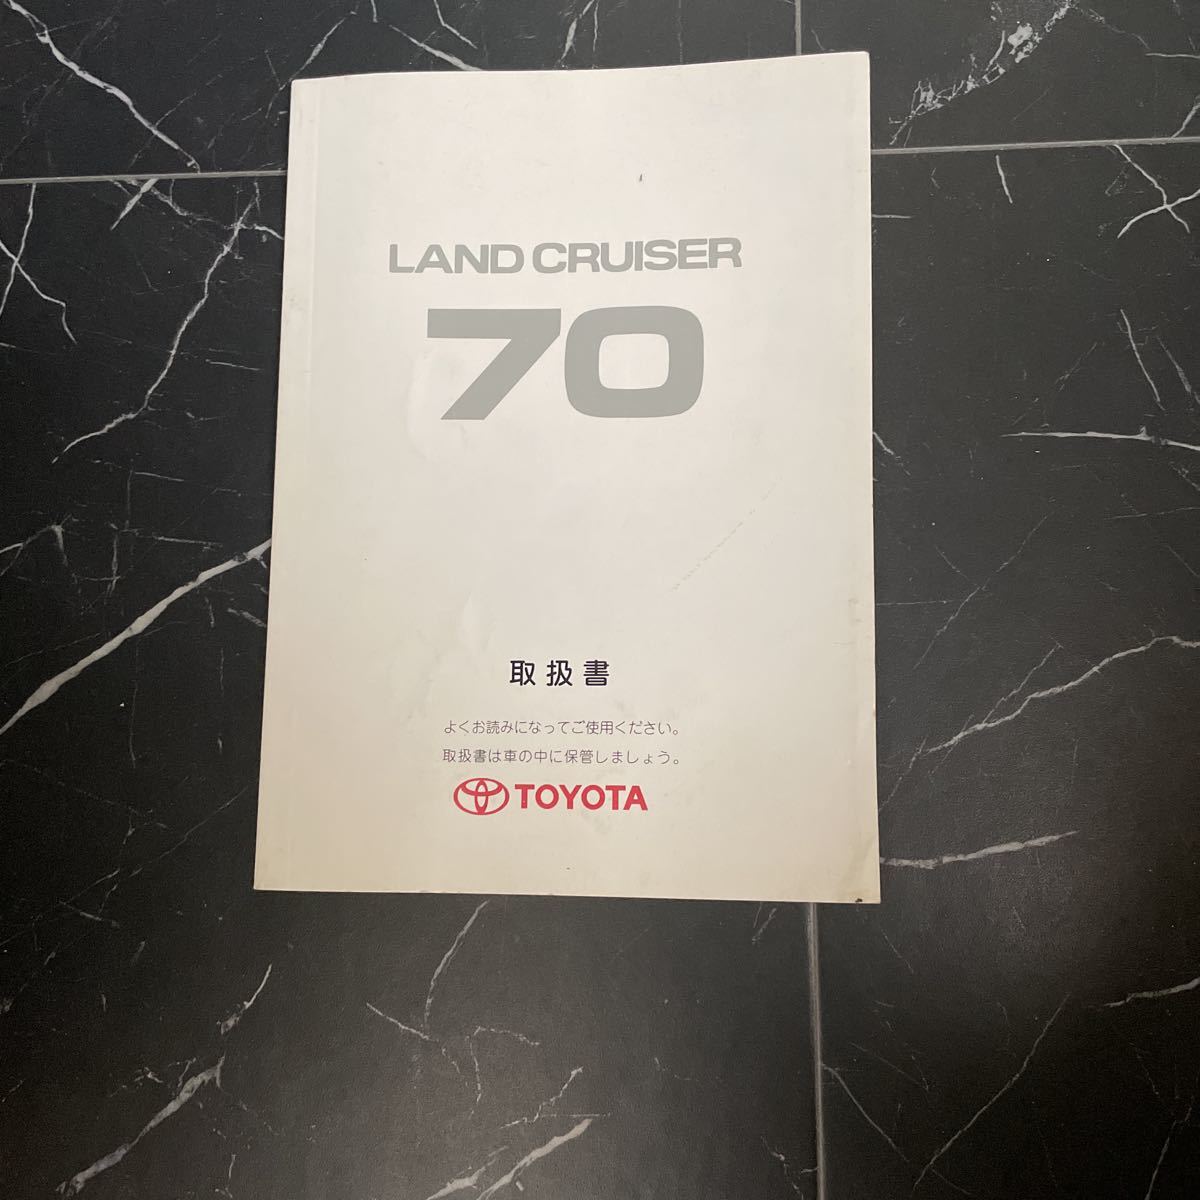 LAND CRUISER
70
取扱書
よくお読みになってご使用ください。
取扱書は車の中に保管しましょう。
TOYOTA